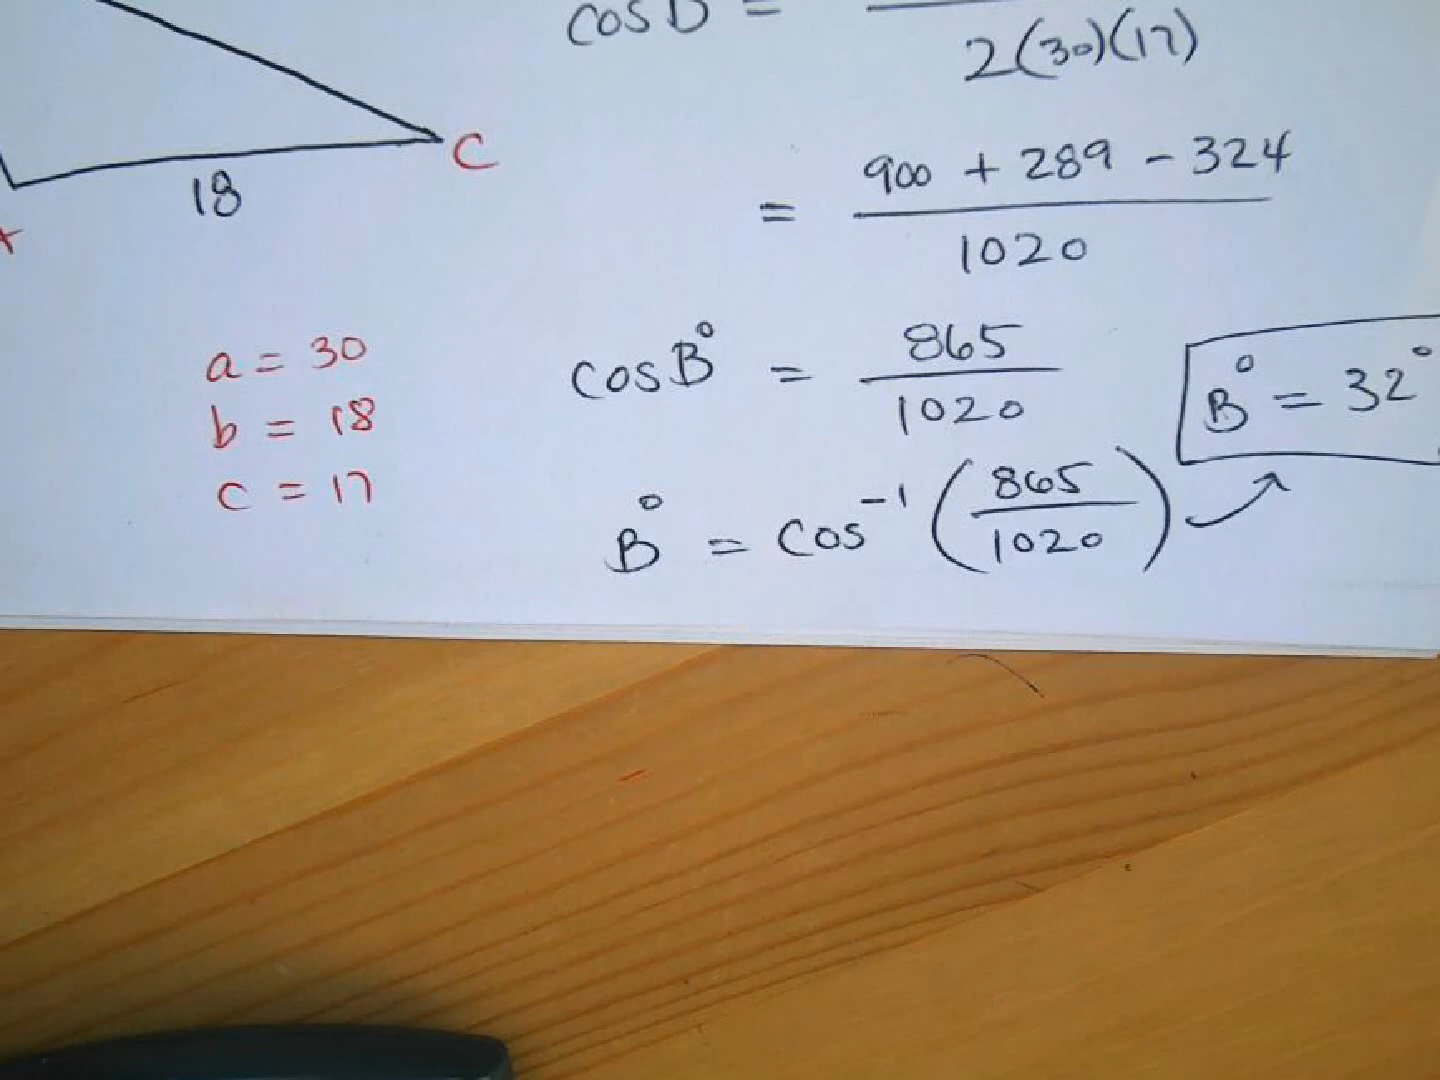 cos B =
2(30)(17)
C
18
= 900 + 289 - 324 / 1020
a = 30
b = 18
c = 17
cosB° = 865 / 1020
B° = 32°
B° = cos⁻¹ (865 / 1020)